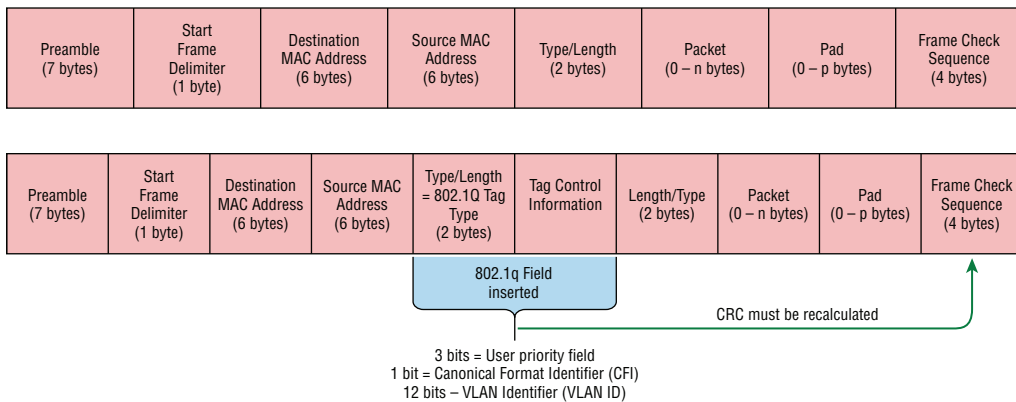 Preamble
(7 bytes)
Start
Frame
Delimiter
(1 byte)
Destination
MAC Address
(6 bytes)
Source MAC
Address
(6 bytes)
Type/Length
(2 bytes)
Packet
(0 – n bytes)
Pad
(0 – p bytes)
Frame Check
Sequence
(4 bytes)
Preamble
(7 bytes)
Start
Frame
Delimiter
(1 byte)
Destination
MAC Address
(6 bytes)
Source MAC
Address
(6 bytes)
Type/Length
= 802.1Q Tag
Type
(2 bytes)
Tag Control
Information
Length/Type
(2 bytes)
Packet
(0 – n bytes)
Pad
(0 – p bytes)
Frame Check
Sequence
(4 bytes)
802.1q Field
inserted
CRC must be recalculated
3 bits = User priority field
1 bit = Canonical Format Identifier (CFI)
12 bits – VLAN Identifier (VLAN ID)